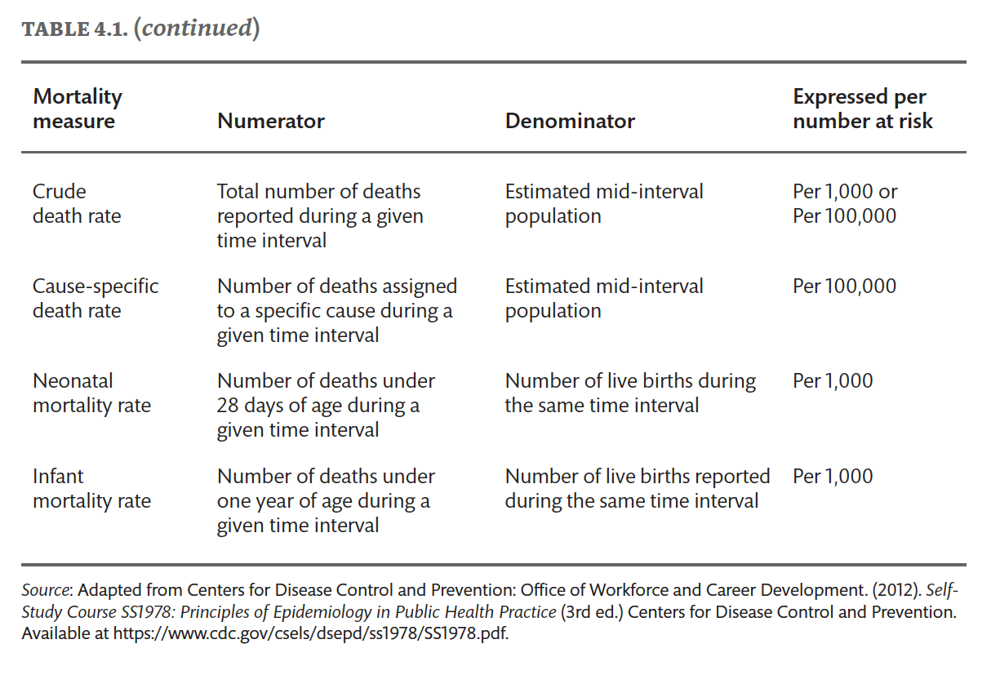 TABLE 4.1. (continued)
Mortality measure Numerator Denominator Expressed per number at risk
Crude death rate Total number of deaths reported during a given time interval Estimated mid-interval population Per 1,000 or Per 100,000
Cause-specific death rate Number of deaths assigned to a specific cause during a given time interval Estimated mid-interval population Per 100,000
Neonatal mortality rate Number of deaths under 28 days of age during a given time interval Number of live births during the same time interval Per 1,000
Infant mortality rate Number of deaths under one year of age during a given time interval Number of live births reported during the same time interval Per 1,000
Source: Adapted from Centers for Disease Control and Prevention: Office of Workforce and Career Development. (2012). Self-
Study Course SS1978: Principles of Epidemiology in Public Health Practice (3rd ed.) Centers for Disease Control and Prevention.
Available at https://www.cdc.gov/csels/dsepd/ss1978/SS1978.pdf.